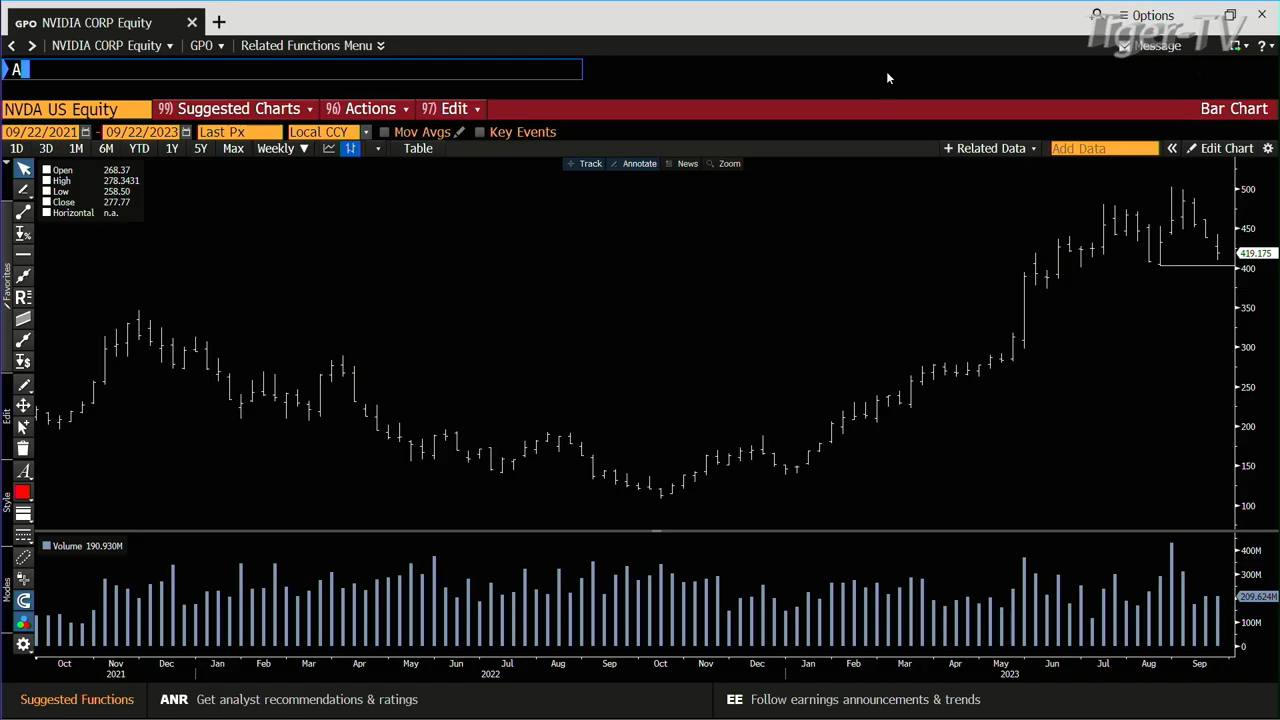 GPO NVIDIA CORP Equity
Options
Tiger-TV
NVIDIA CORP Equity GPO Related Functions Menu
Message
?
A
NVDA US Equity 99) Suggested Charts 96) Actions 97) Edit Bar Chart
09/22/2021 - 09/22/2023 Last Px Local CCY Mov Avgs Key Events
1D 3D 1M 6M YTD 1Y 5Y Max Weekly ▼ Table + Related Data Add Data « Edit Chart
Track Annotate News Zoom
Open 268.37
High 278.3431
Low 258.50
Close 277.77
Horizontal n.a.
500
450
419.175
400
350
300
250
200
150
100
Favorites
Edit
Style
Modes
Volume 190.930M
400M
300M
209.624M
100M
0
Oct Nov Dec Jan Feb Mar Apr May Jun Jul Aug Sep Oct Nov Dec Jan Feb Mar Apr May Jun Jul Aug Sep
2021 2022 2023
Suggested Functions ANR Get analyst recommendations & ratings EE Follow earnings announcements & trends